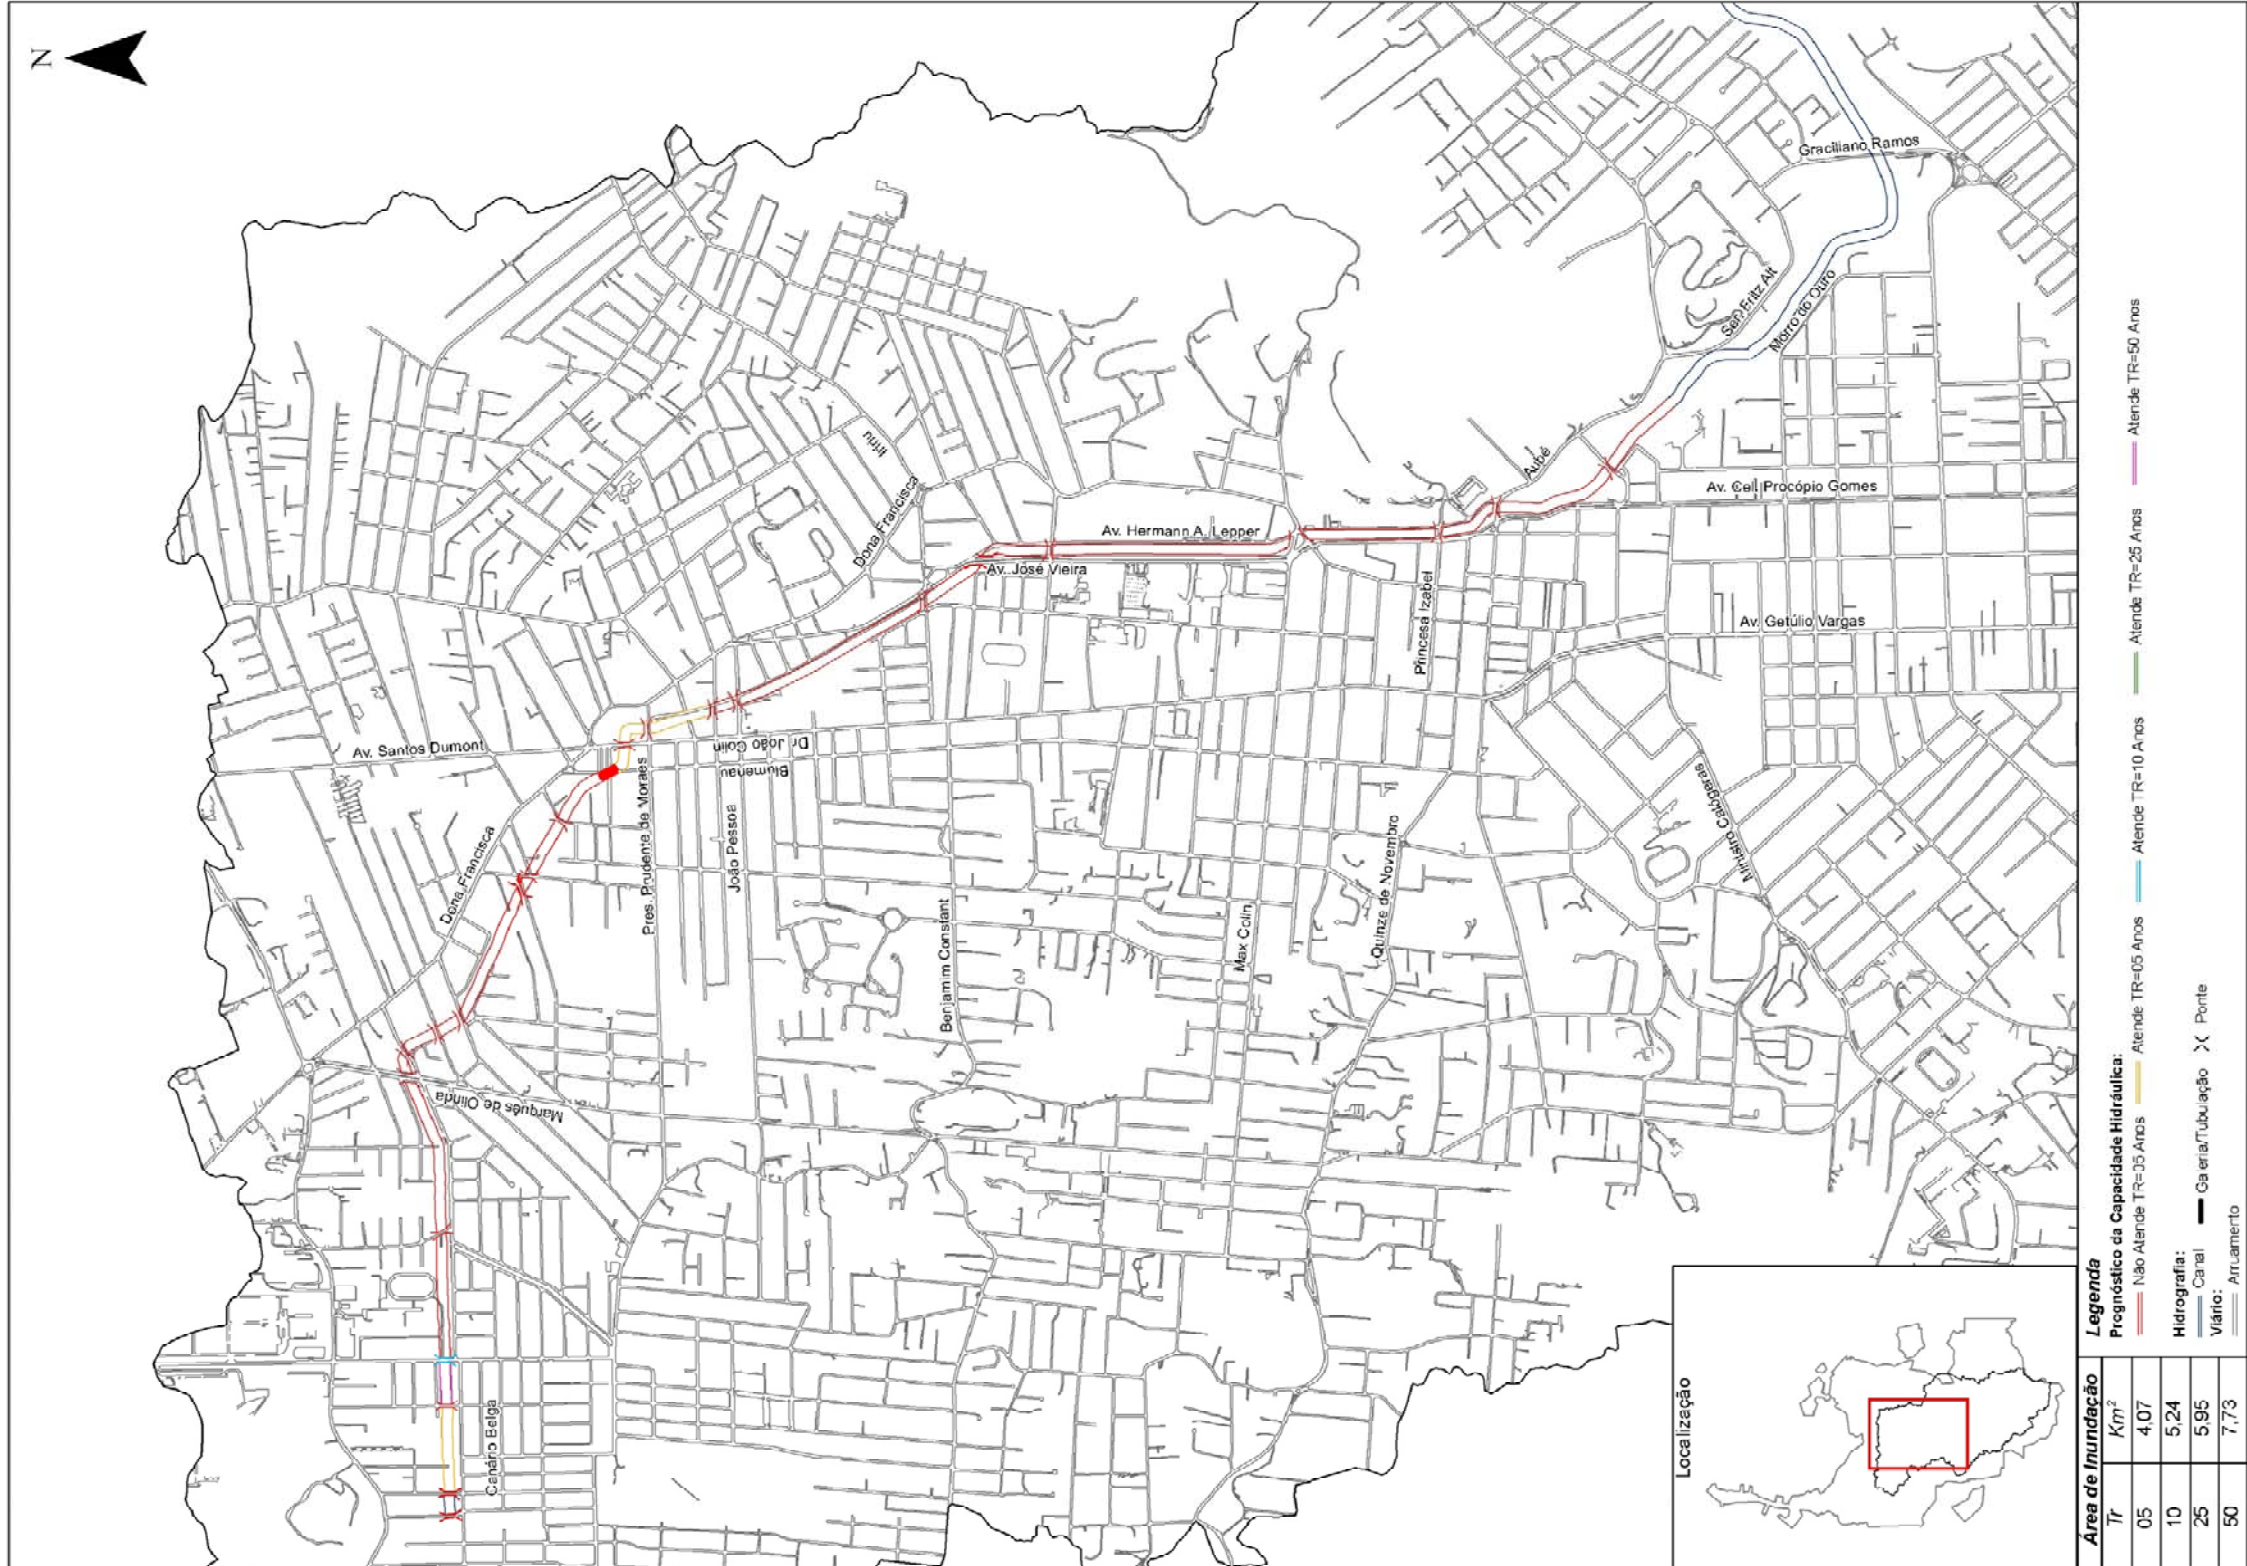 N
Graciliano Ramos
Sen. Fritz Alt
Morro do Ouro
Iririu
Dona Francisca
Aubé
Av. Cel. Procópio Gomes
Av. Hermann A. Lepper
Av. José Vieira
Princesa Izabel
Av. Getúlio Vargas
Av. Santos Dumont
Dr João Colin
Blumenau
Pres. Prudente de Moraes
João Pessoa
Ministro Calógeras
Quinze de Novembro
Dona Francisca
Benjamim Constant
Max Colin
Marquês de Olinda
Canário Belga
Localização
Área de Inundação
Tr Km²
05 4,07
10 5,24
25 5,95
50 7,73
Legenda
Prognóstico da Capacidade Hidráulica:
Não Atende TR=05 Anos Atende TR=05 Anos Atende TR=10 Anos Atende TR=25 Anos Atende TR=50 Anos
Hidrografia:
Canal Galeria/Tubulação Ponte
Viário:
Arruamento